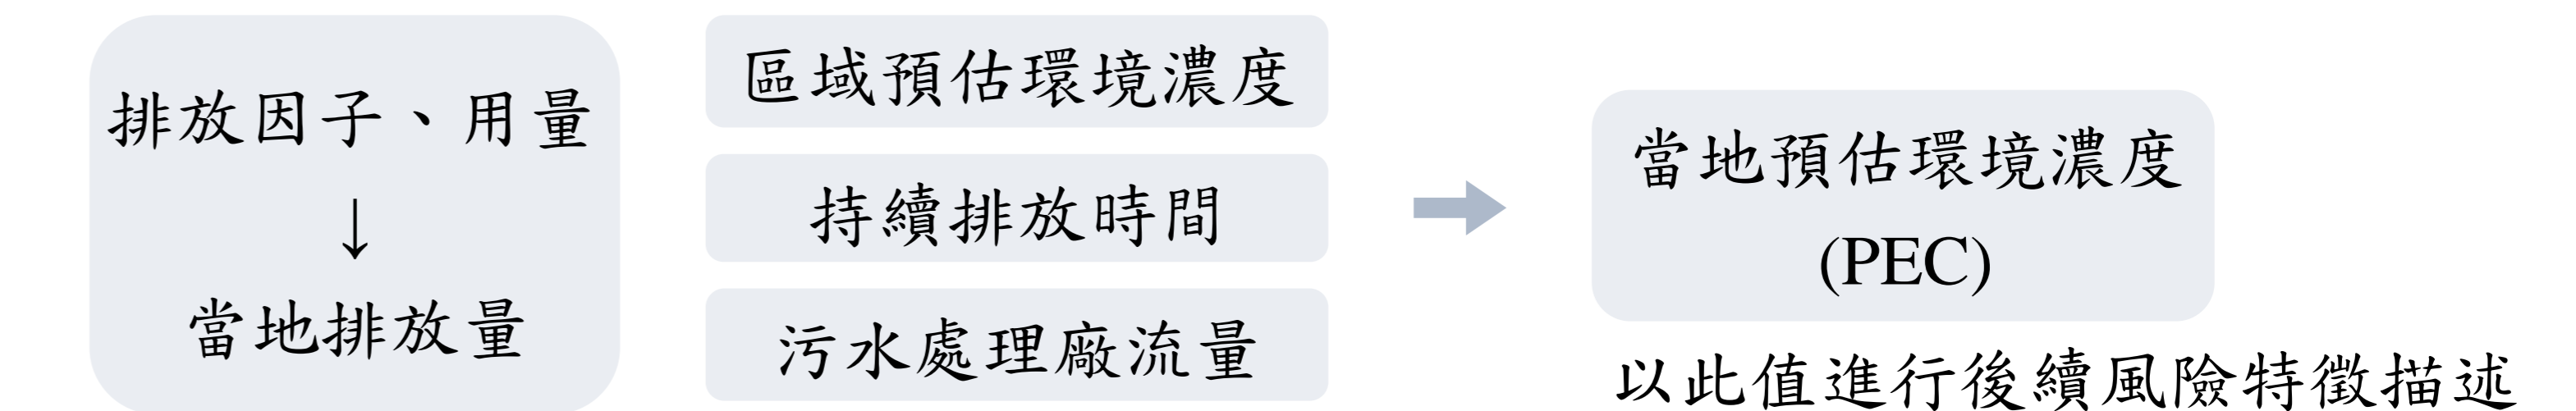 排放因子、用量
↓
當地排放量
區域預估環境濃度
持續排放時間
污水處理廠流量
當地預估環境濃度
(PEC)
以此值進行後續風險特徵描述